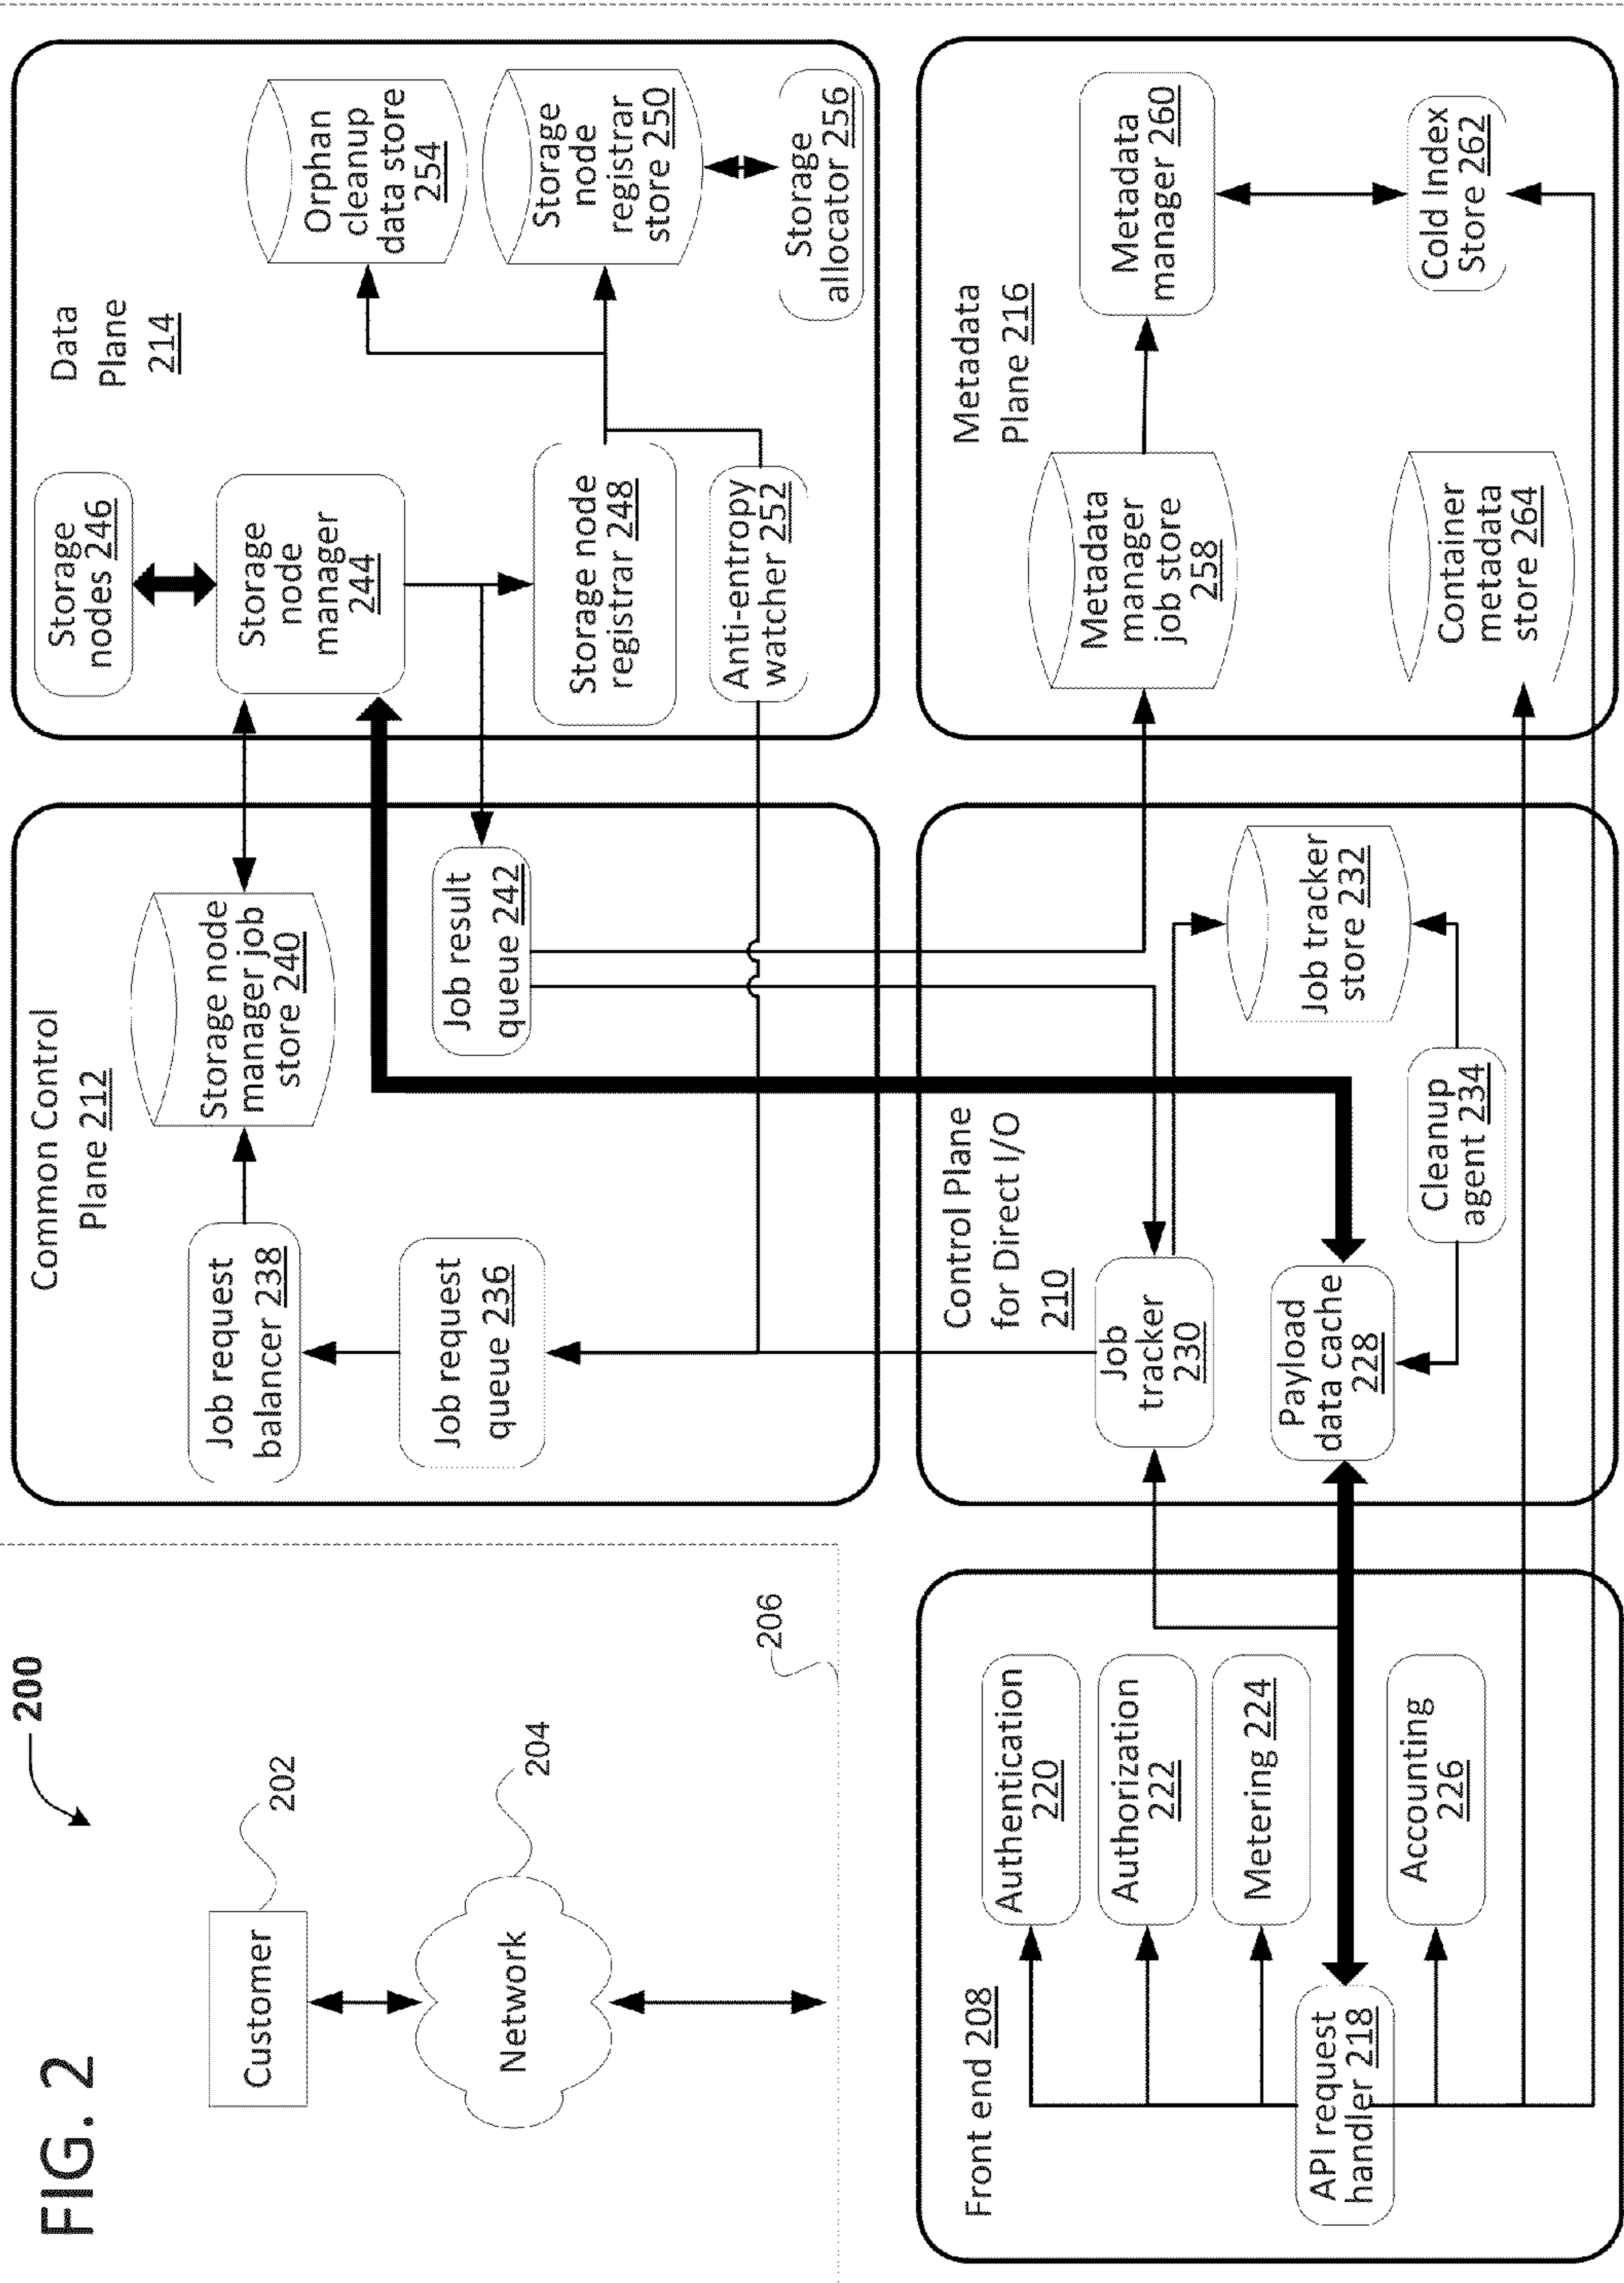 FIG. 2
200
Customer
202
Network
204
206
Front end 208
Authentication
220
Authorization
222
Metering 224
API request
handler 218
Accounting
226
Common Control
Plane 212
Job request
balancer 238
Storage node
manager job
store 240
Job request
queue 236
Job result
queue 242
Control Plane
for Direct I/O
210
Job
tracker
230
Payload
data cache
228
Job tracker
store 232
Cleanup
agent 234
Data
Plane
214
Storage
nodes 246
Storage
node
manager
244
Storage node
registrar 248
Anti-entropy
watcher 252
Orphan
cleanup
data store
254
Storage
node
registrar
store 250
Storage
allocator 256
Metadata
Plane 216
Metadata
manager
job store
258
Metadata
manager 260
Container
metadata
store 264
Cold Index
Store 262